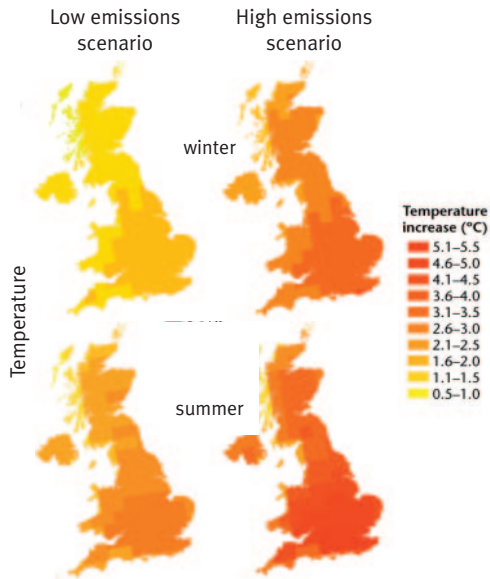 Low emissions
scenario
High emissions
scenario
winter
Temperature
summer
Temperature
increase (°C)
5.1–5.5
4.6–5.0
4.1–4.5
3.6–4.0
3.1–3.5
2.6–3.0
2.1–2.5
1.6–2.0
1.1–1.5
0.5–1.0